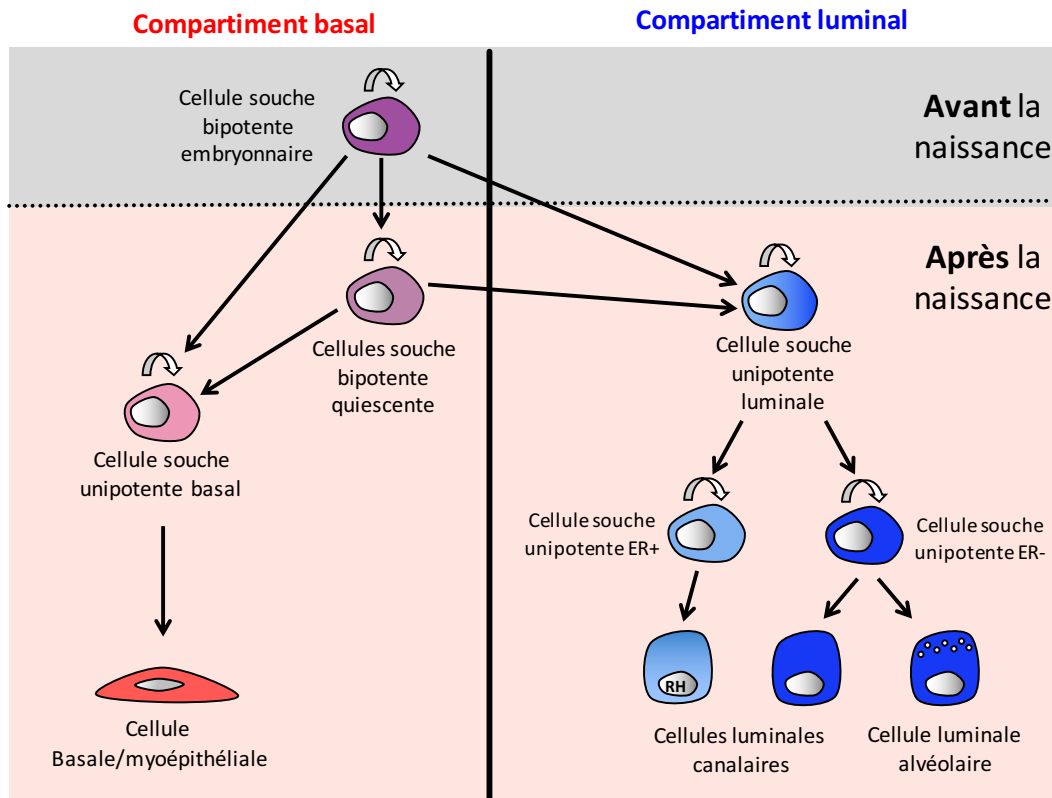 Compartiment basal
Compartiment luminal
Cellule souche
bipotente
embryonnaire
Avant la
naissance
Après la
naissance
Cellules souche
bipotente
quiescente
Cellule souche
unipotente
luminale
Cellule souche
unipotente basal
Cellule souche
unipotente ER+
Cellule souche
unipotente ER-
RH
Cellule
Basale/myoépithéliale
Cellules luminales
canalaires
Cellule luminale
alvéolaire